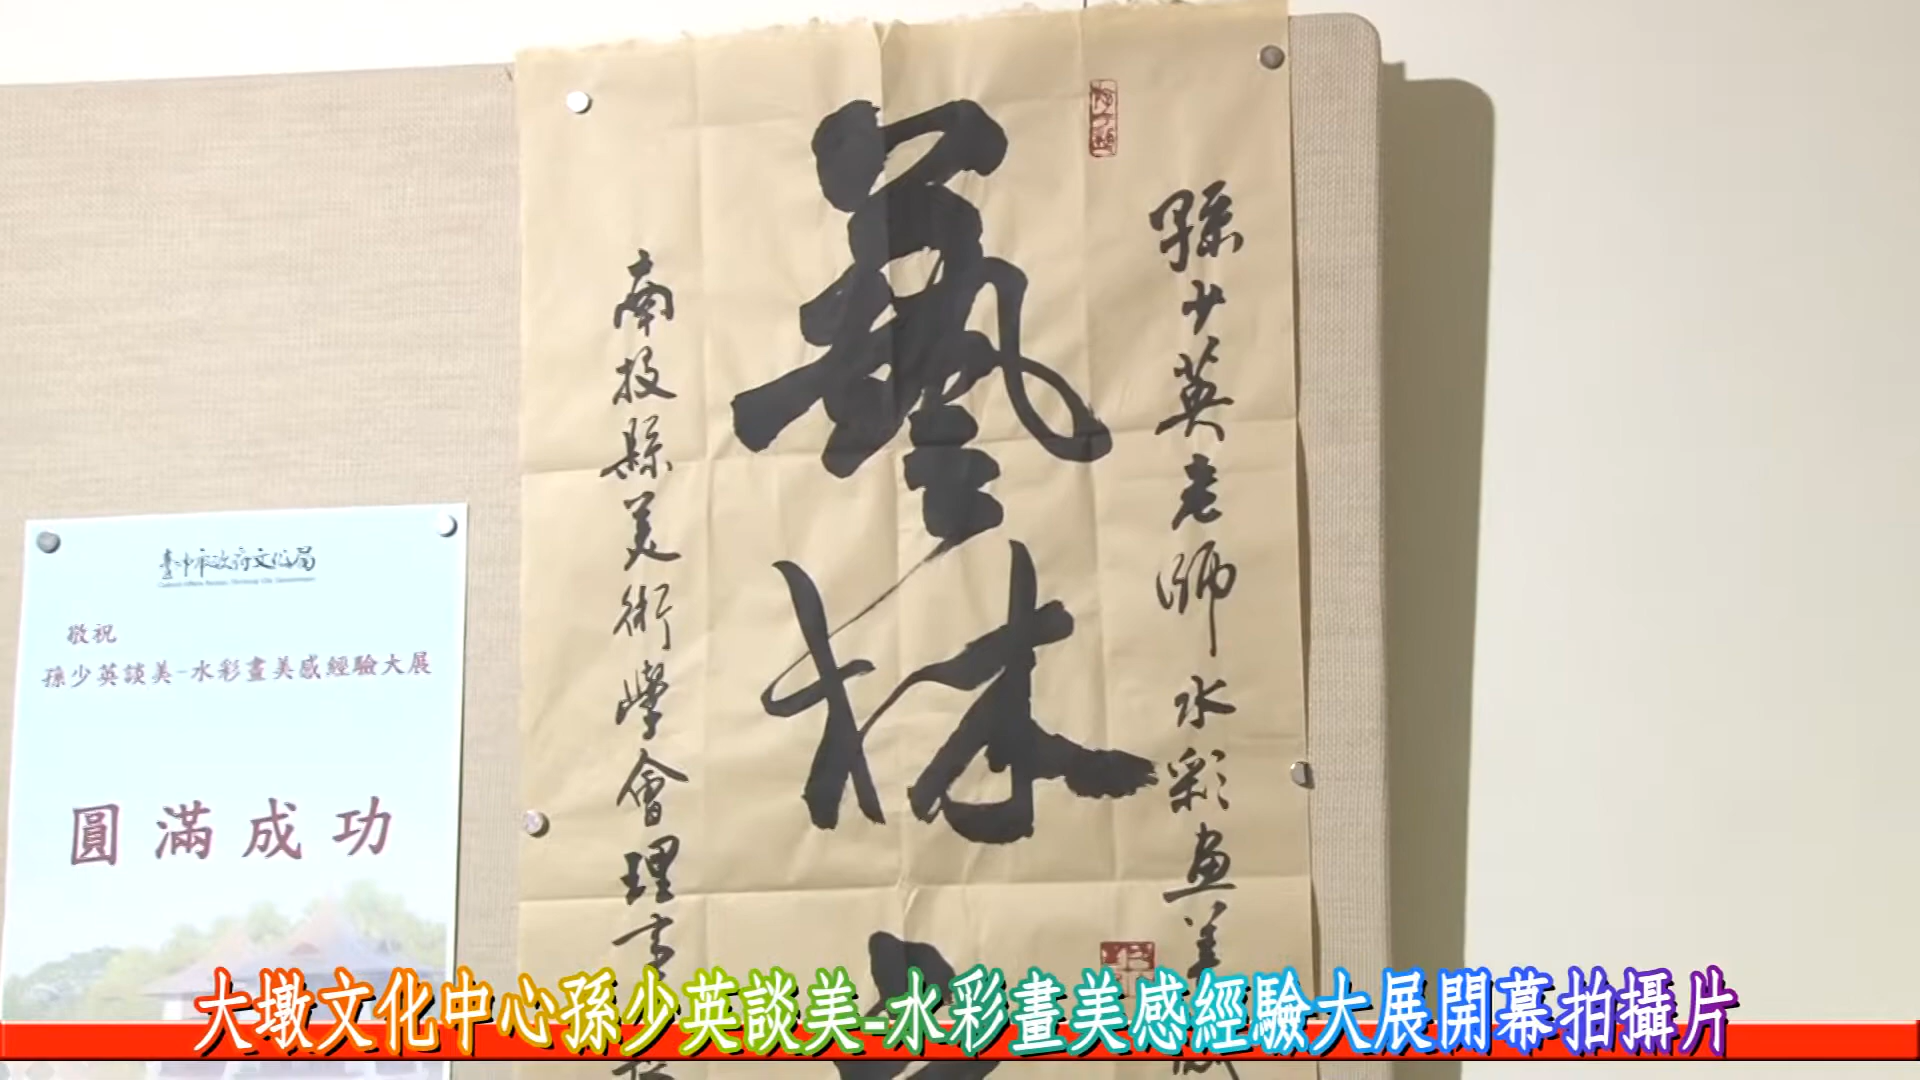 孫少英老師水彩畫美
藝林
南投縣美術學會理事
臺中市政府文化局
敬祝
孫少英談美-水彩畫美感經驗大展
圓滿成功
大墩文化中心孫少英談美-水彩畫美感經驗大展開幕拍攝片